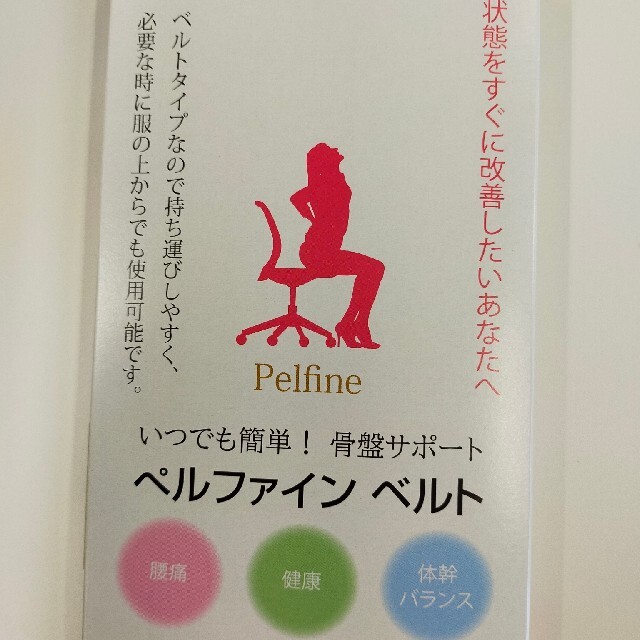 状態をすぐに改善したいあなたへ
ベルトタイプなので持ち運びしやすく、
必要な時に服の上からでも使用可能です。
Pelfine
いつでも簡単！ 骨盤サポート
ペルファイン ベルト
腰痛
健康
体幹
バランス